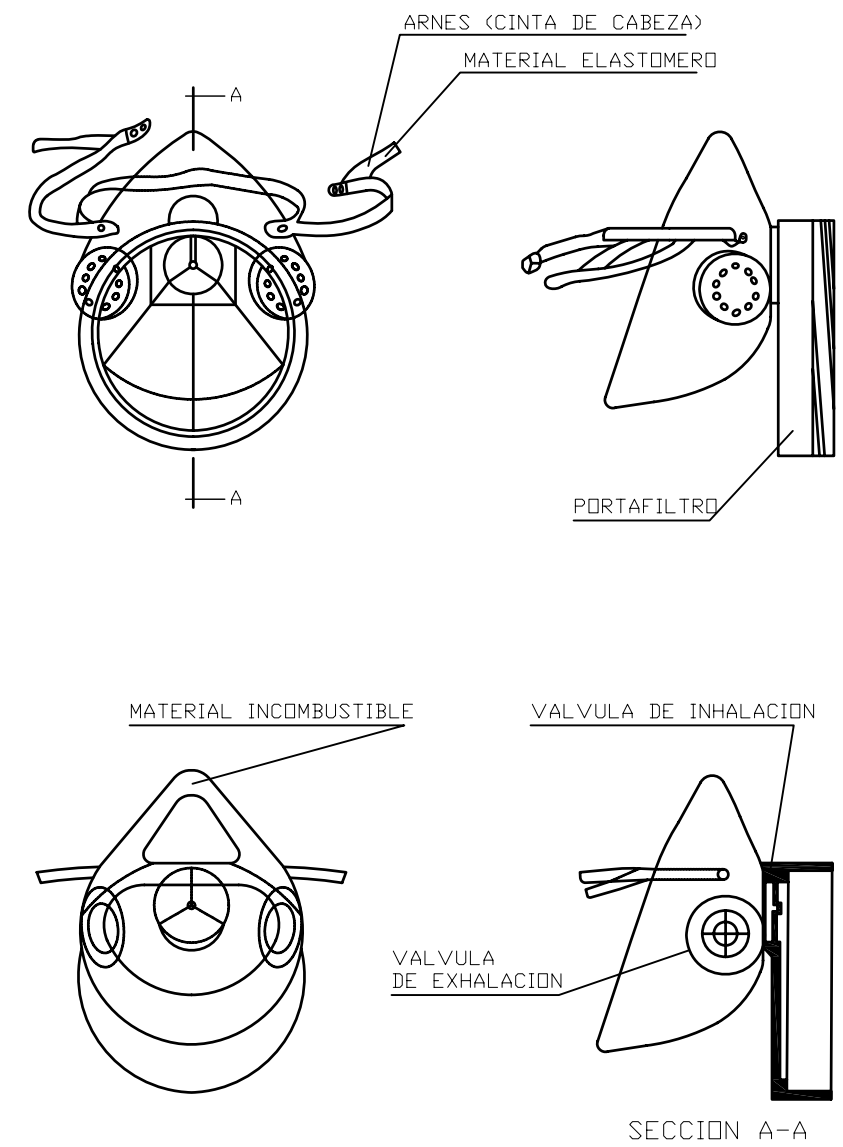 ARNES (CINTA DE CABEZA)
MATERIAL ELASTOMERO
A
A
PORTAFILTRO
MATERIAL INCOMBUSTIBLE
VALVULA DE INHALACION
VALVULA
DE EXHALACION
SECCION A-A